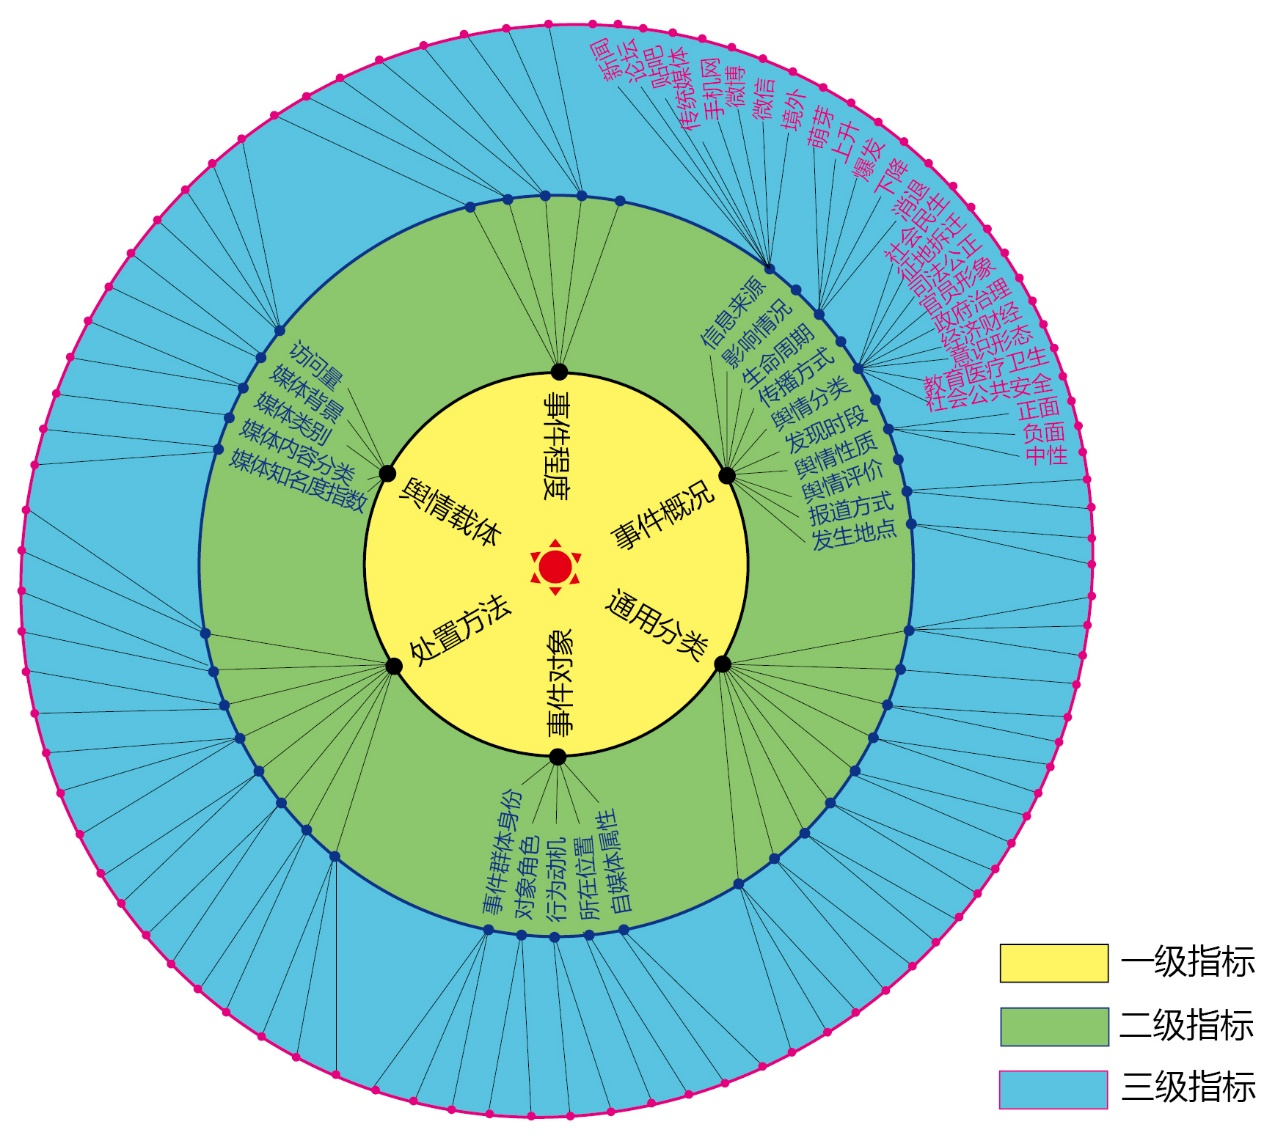 新闻
论坛
贴吧
传统媒体
手机网
微博
微信
境外
萌芽
上升
爆发
下降
消退
社会民生
征地拆迁
司法公正
官员形象
政府治理
经济财经
意识形态
教育医疗卫生
社会公共安全
正面
负面
中性
信息来源
影响情况
生命周期
传播方式
舆情分类
发现时段
舆情性质
舆情评价
报道方式
发生地点
访问量
媒体背景
媒体类别
媒体内容分类
媒体知名度指数
事件程度
事件概况
舆情载体
处置方法
通用分类
事件对象
事件群体身份
对象角色
行为动机
所在位置
自媒体属性
一级指标
二级指标
三级指标